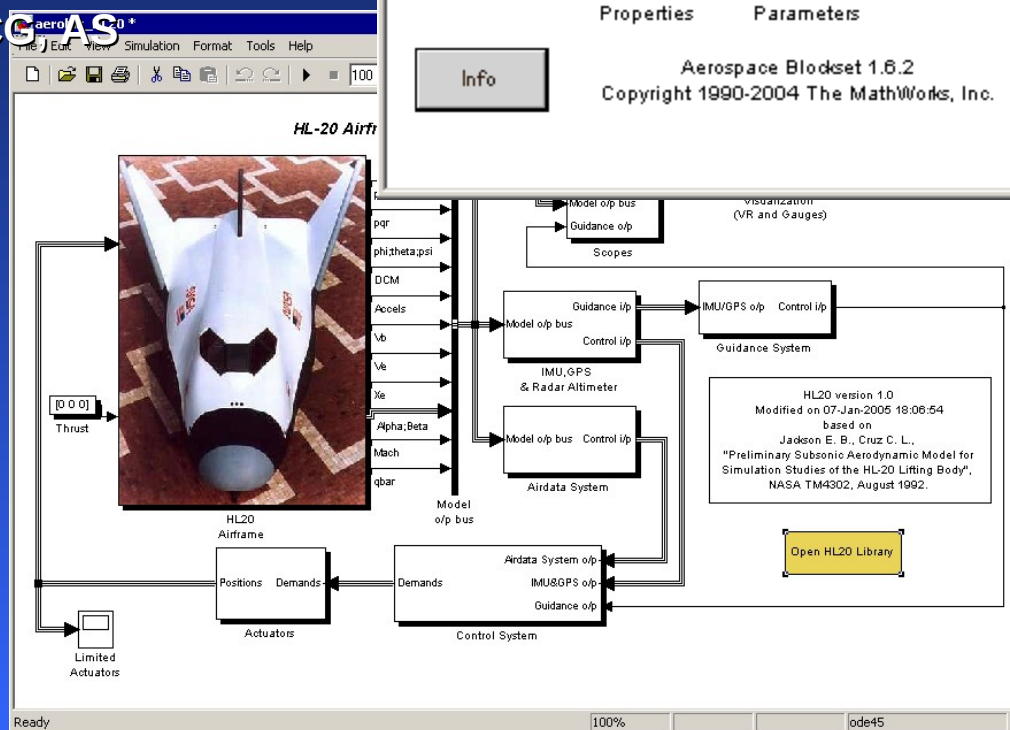 CG, AS
Properties Parameters
Info
Aerospace Blockset 1.6.2
Copyright 1990-2004 The MathWorks, Inc.
File Edit View Simulation Format Tools Help
100
HL-20
pqr
phi;theta;psi
DCM
Accels
Vb
Ve
Xe
Alpha;Beta
Mach
qbar
Model
o/p bus
[0 0 0]
Thrust
HL20
Airframe
Model o/p bus
Guidance o/p
Scopes
Visualization
(VR and Gauges)
Model o/p bus
Guidance i/p
Control i/p
IMU,GPS
& Radar Altimeter
IMU/GPS o/p Control i/p
Guidance System
Model o/p bus Control i/p
Airdata System
HL20 version 1.0
Modified on 07-Jan-2005 18:06:54
based on
Jackson E. B., Cruz C. L.,
"Preliminary Subsonic Aerodynamic Model for
Simulation Studies of the HL-20 Lifting Body",
NASA TM4302, August 1992.
Open HL20 Library
Positions Demands
Actuators
Demands
Airdata System o/p
IMU&GPS o/p
Guidance o/p
Control System
Limited
Actuators
Ready 100% ode45